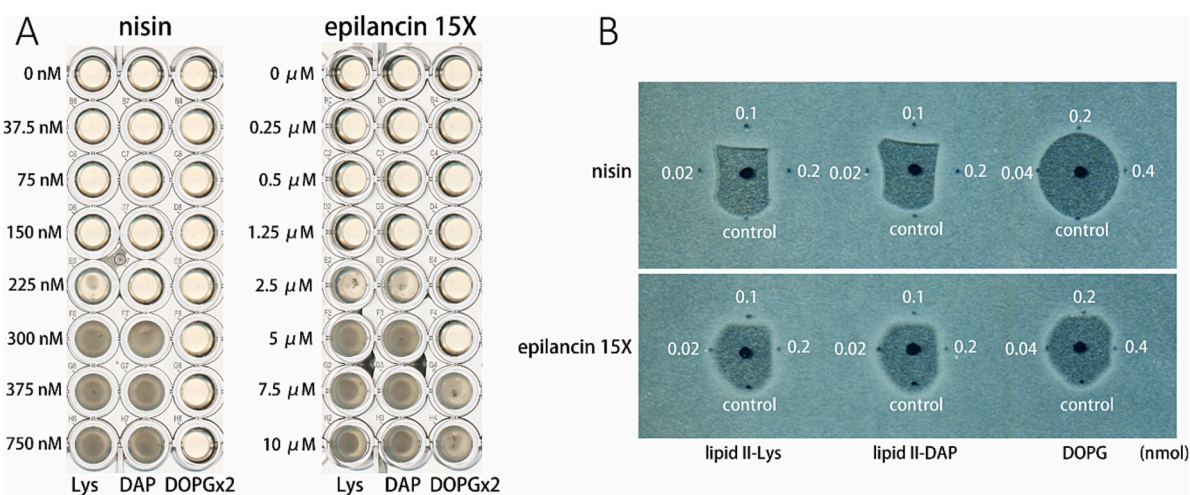 A
nisin
epilancin 15X
B
0 nM
37.5 nM
75 nM
150 nM
225 nM
300 nM
375 nM
750 nM
Lys DAP DOPGx2
0 μM
0.25 μM
0.5 μM
1.25 μM
2.5 μM
5 μM
7.5 μM
10 μM
Lys DAP DOPGx2
nisin
0.1
0.02
0.2
control
0.1
0.02
0.2
control
0.2
0.04
0.4
control
epilancin 15X
0.1
0.02
0.2
control
0.1
0.02
0.2
control
0.2
0.04
0.4
control
lipid II-Lys lipid II-DAP DOPG (nmol)